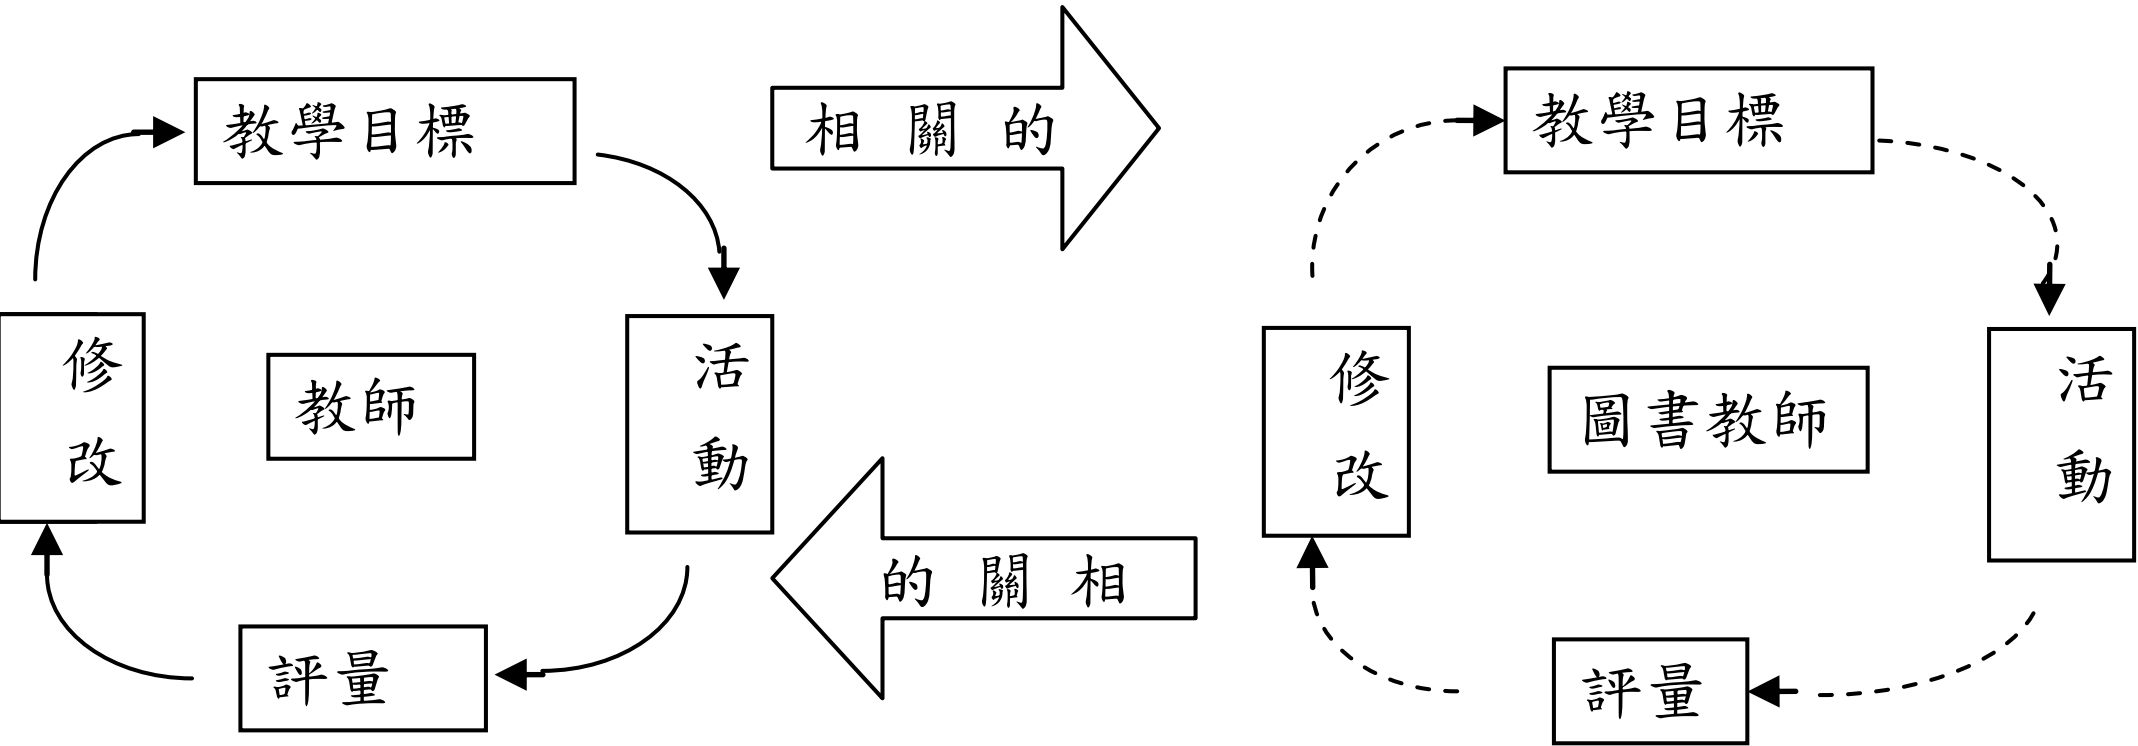 教學目標
相關的
教學目標
修改
教師
活動
修改
圖書教師
活動
的關相
評量
評量